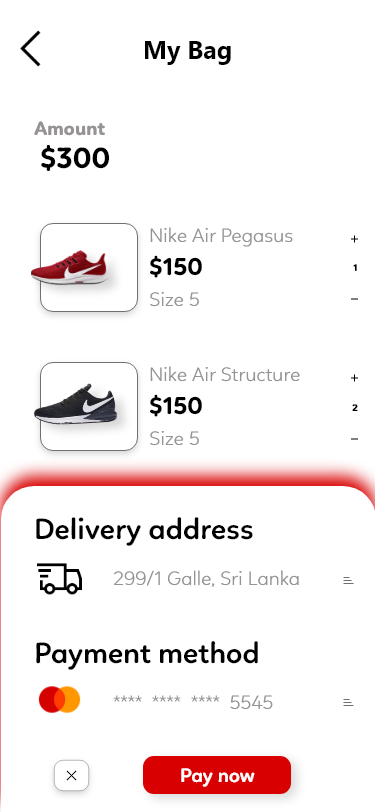 My Bag
Amount
$300
Nike Air Pegasus
+
$150
1
Size 5
-
Nike Air Structure
+
$150
2
Size 5
-
Delivery address
299/1 Galle, Sri Lanka
Payment method
**** **** **** 5545
Pay now